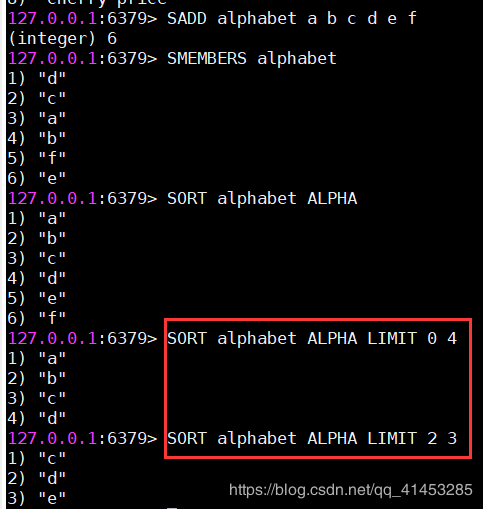 8) "cherry-price"
127.0.0.1:6379> SADD alphabet a b c d e f
(integer) 6
127.0.0.1:6379> SMEMBERS alphabet
1) "d"
2) "c"
3) "a"
4) "b"
5) "f"
6) "e"
127.0.0.1:6379> SORT alphabet ALPHA
1) "a"
2) "b"
3) "c"
4) "d"
5) "e"
6) "f"
127.0.0.1:6379> SORT alphabet ALPHA LIMIT 0 4
1) "a"
2) "b"
3) "c"
4) "d"
127.0.0.1:6379> SORT alphabet ALPHA LIMIT 2 3
1) "c"
2) "d"
3) "e"
https://blog.csdn.net/qq_41453285